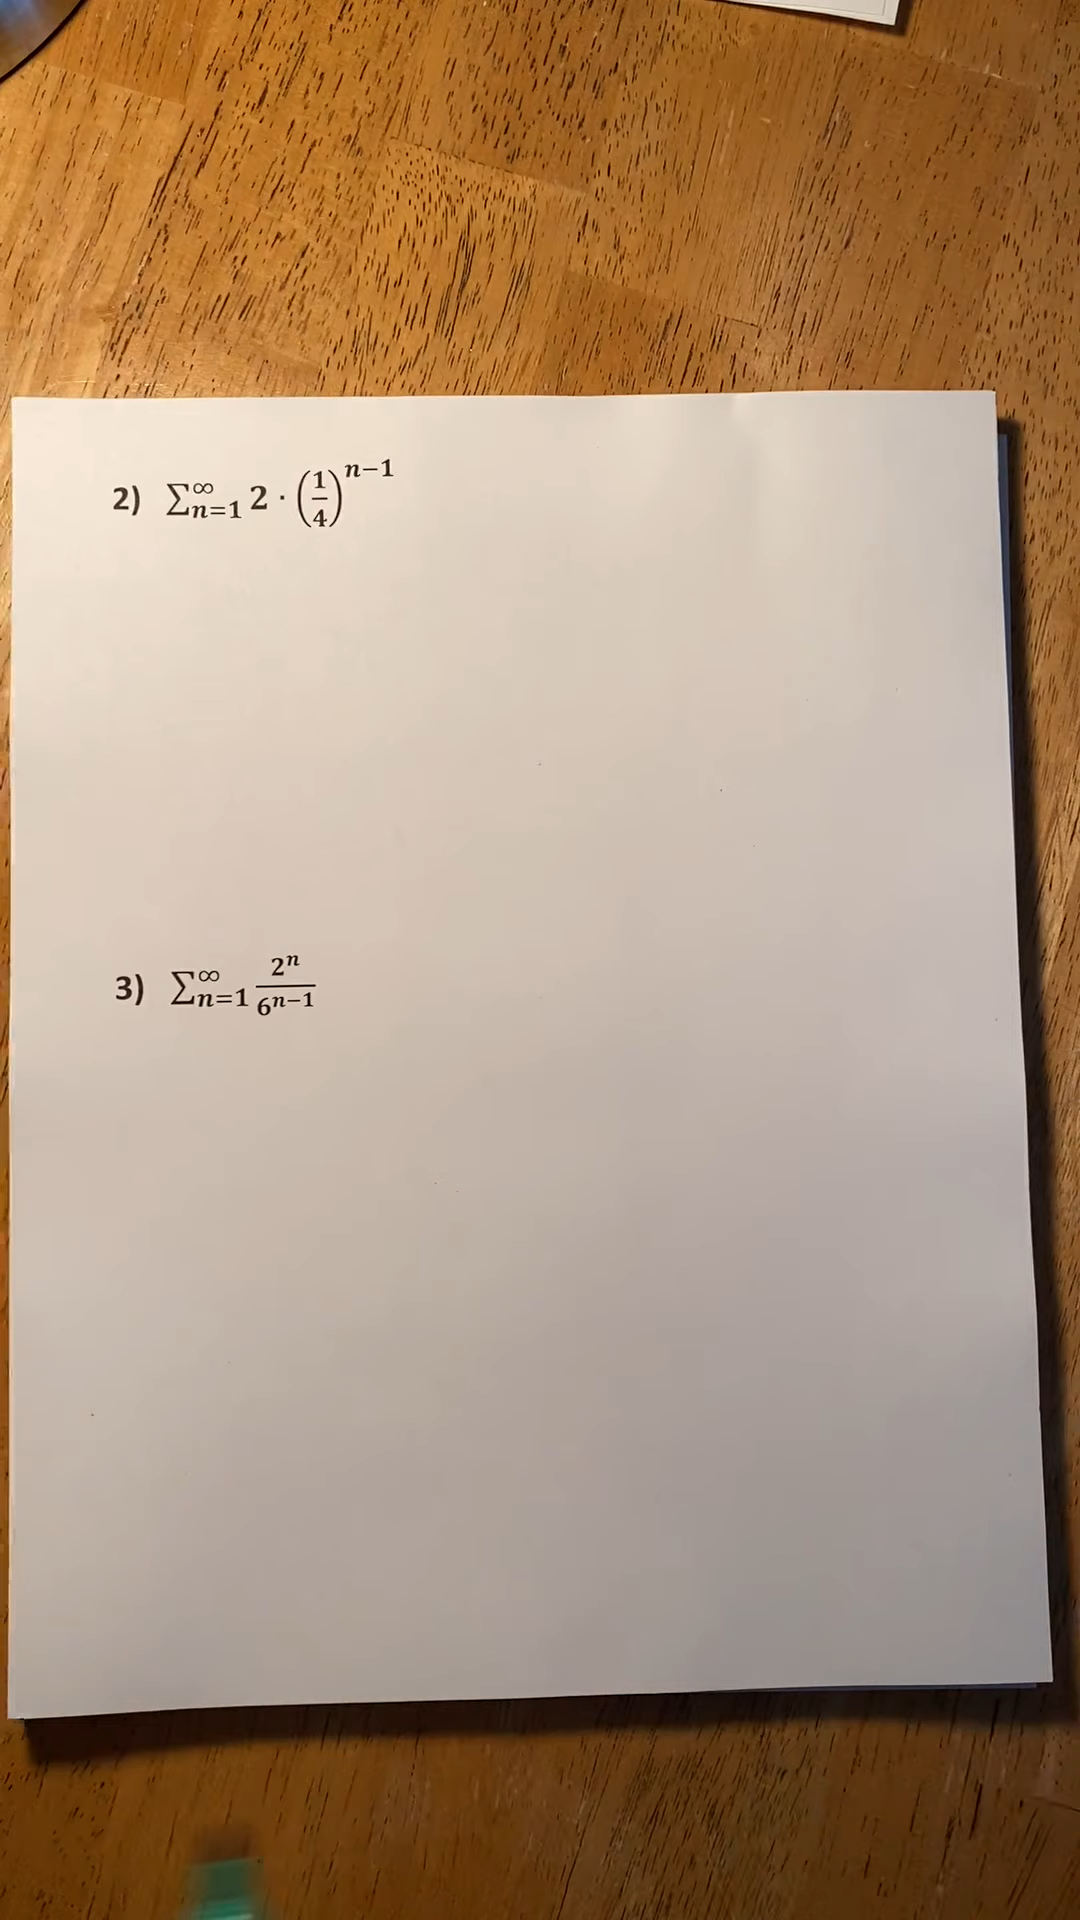 2) ∑_{n=1}^{∞} 2 · (1/4)^{n−1}
3) ∑_{n=1}^{∞} 2^n/6^{n−1}